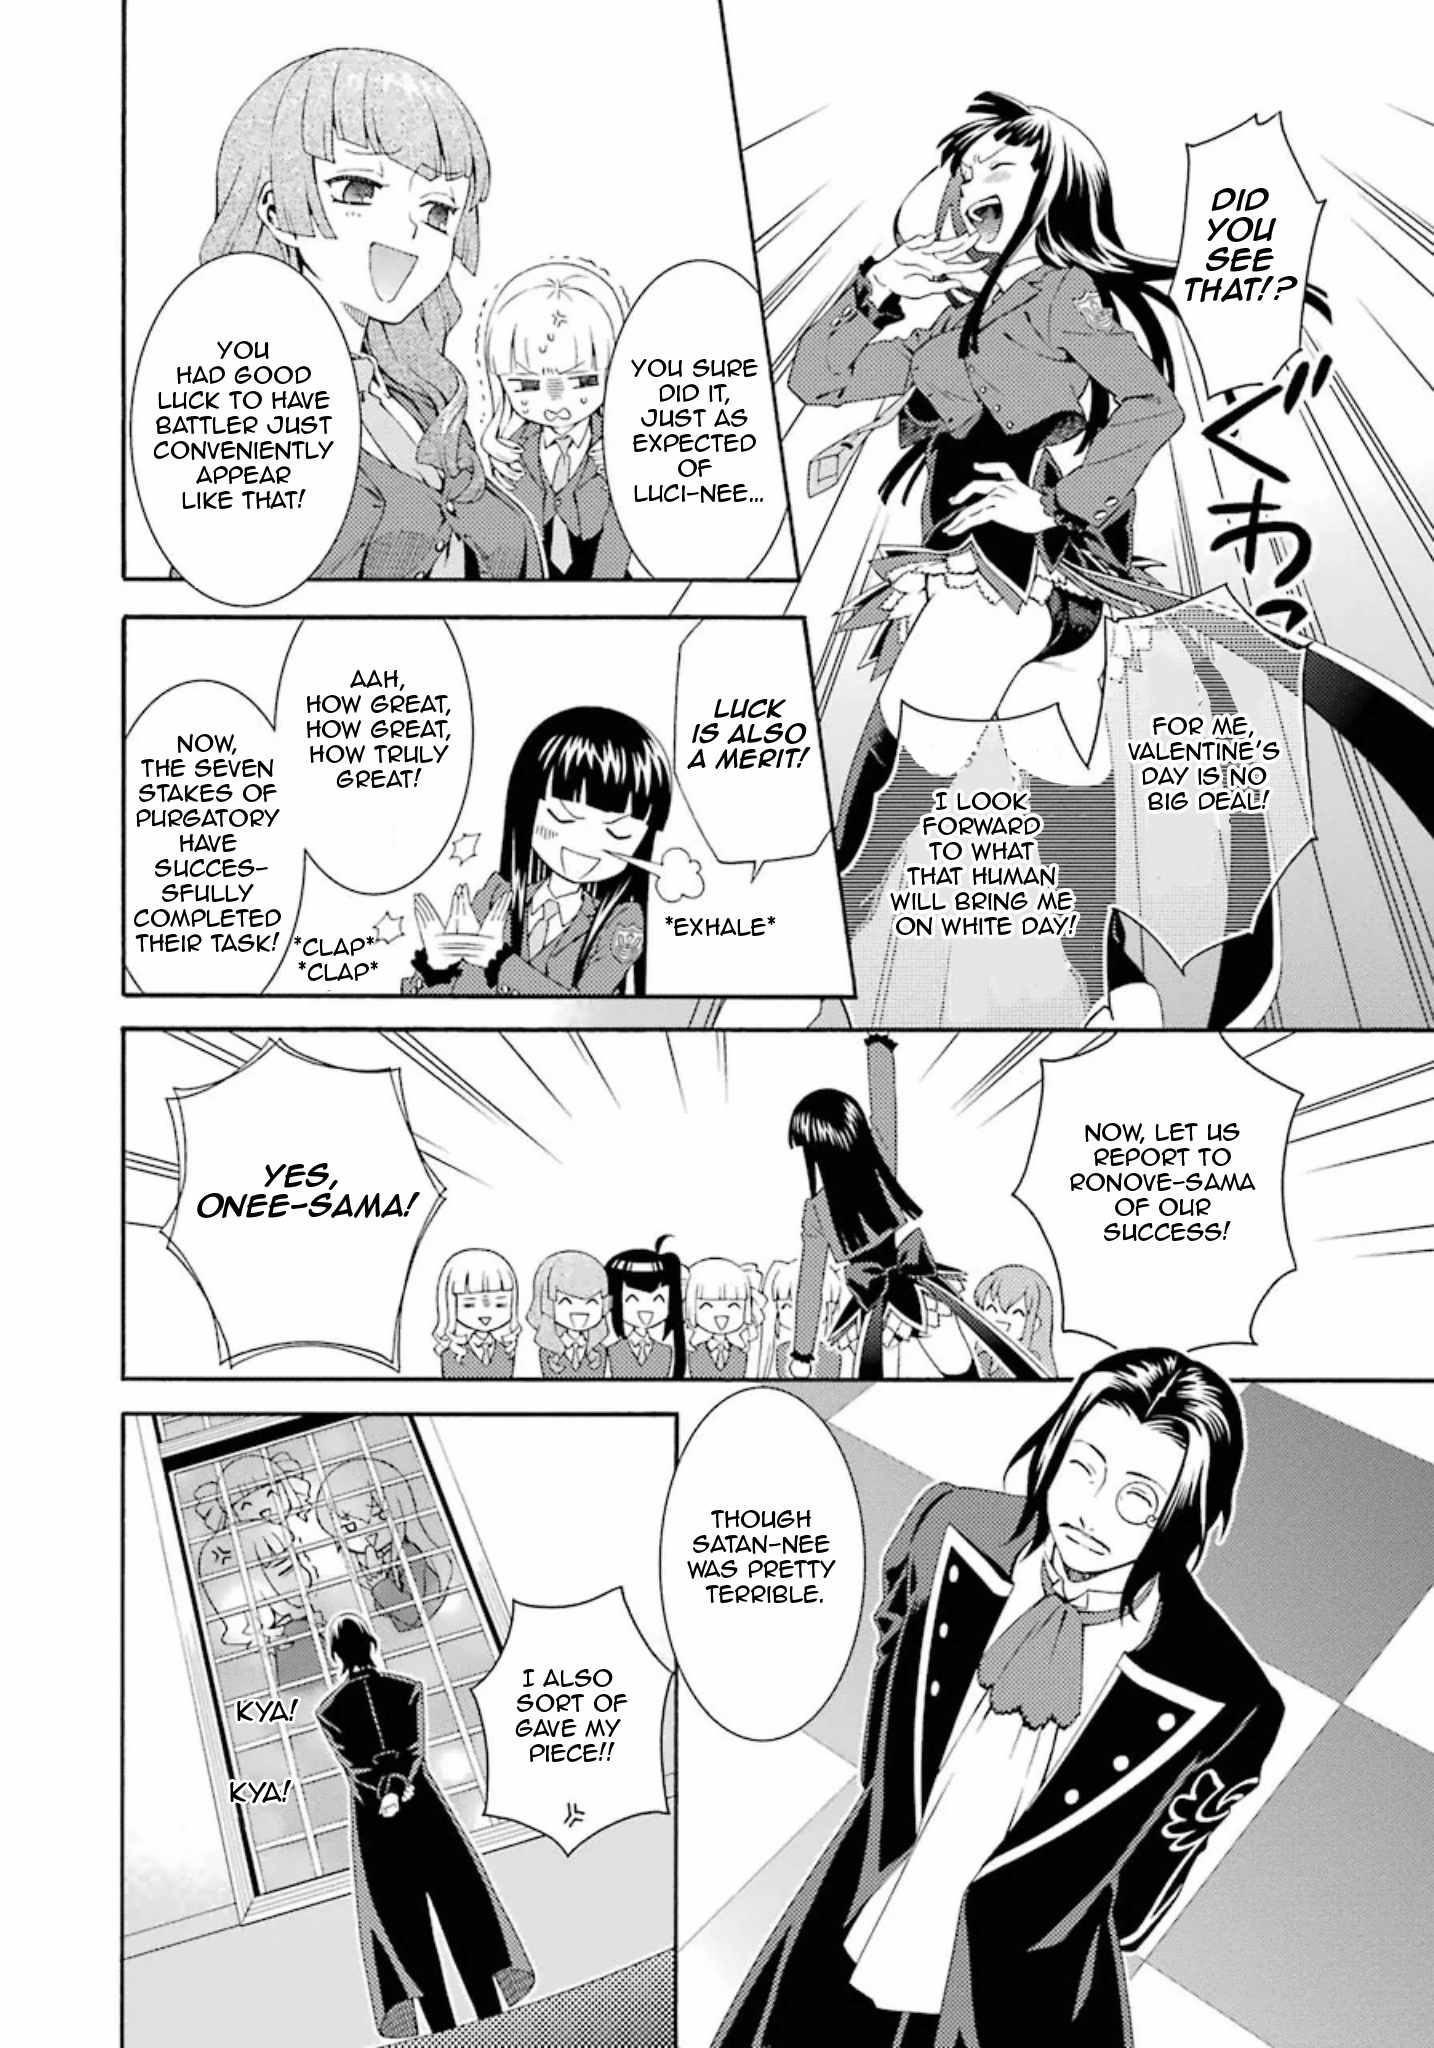 DID
YOU
SEE
THAT!?
ぐわっ
FOR ME,
VALENTINE'S
DAY IS NO
BIG DEAL!
I LOOK
FORWARD
TO WHAT
THAT HUMAN
WILL BRING ME
ON WHITE DAY!
YOU SURE
DID IT,
JUST AS
EXPECTED
OF
LUCI-NEE...
YOU
HAD GOOD
LUCK TO HAVE
BATTLER JUST
CONVENIENTLY
APPEAR
LIKE THAT!
LUCK
IS ALSO
A MERIT!
*EXHALE*
AAH,
HOW GREAT,
HOW GREAT,
HOW TRULY
GREAT!
*CLAP*
*CLAP*
NOW,
THE SEVEN
STAKES OF
PURGATORY
HAVE
SUCCES-
SFULLY
COMPLETED
THEIR TASK!
NOW, LET US
REPORT TO
RONOVE-SAMA
OF OUR
SUCCESS!
YES,
ONEE-SAMA!
THOUGH
SATAN-NEE
WAS PRETTY
TERRIBLE.
I ALSO
SORT OF
GAVE MY
PIECE!!
KYA!
KYA!